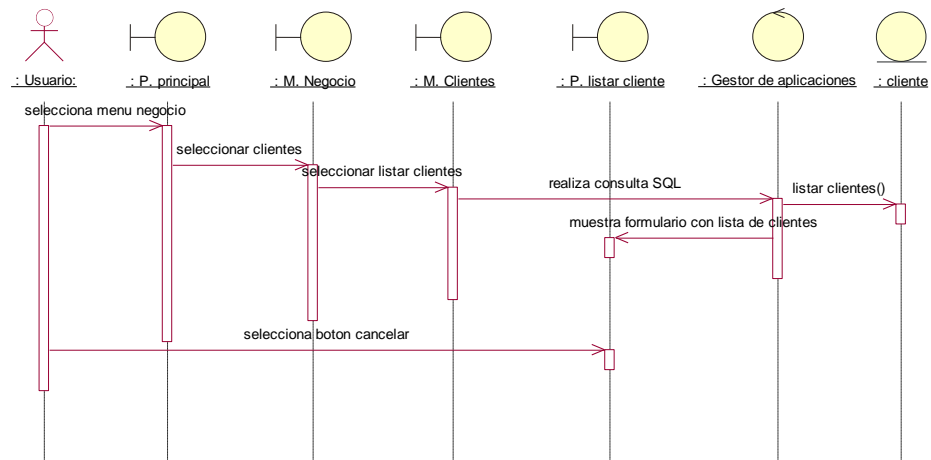 : Usuario:
: P. principal
: M. Negocio
: M. Clientes
: P. listar cliente
: Gestor de aplicaciones
: cliente
selecciona menu negocio
seleccionar clientes
seleccionar listar clientes
realiza consulta SQL
listar clientes()
muestra formulario con lista de clientes
selecciona boton cancelar